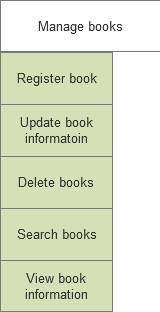 Manage books
Register book
Update book
informatoin
Delete books
Search books
View book
information